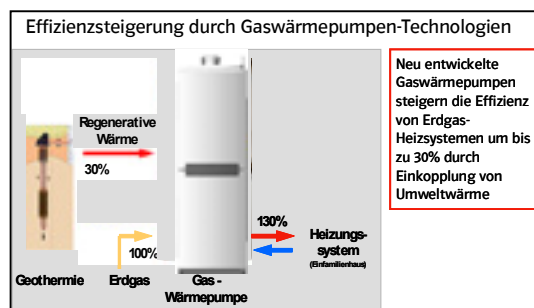 Effizienzsteigerung durch Gaswärmepumpen-Technologien
Neu entwickelte
Gaswärmepumpen
steigern die Effizienz
von Erdgas-
Heizsystemen um bis
zu 30% durch
Einkopplung von
Umweltwärme
Regenerative
Wärme
30%
130%
100%
Heizungs-
system
(Einfamilienhaus)
Geothermie
Erdgas
Gas -
Wärmepumpe